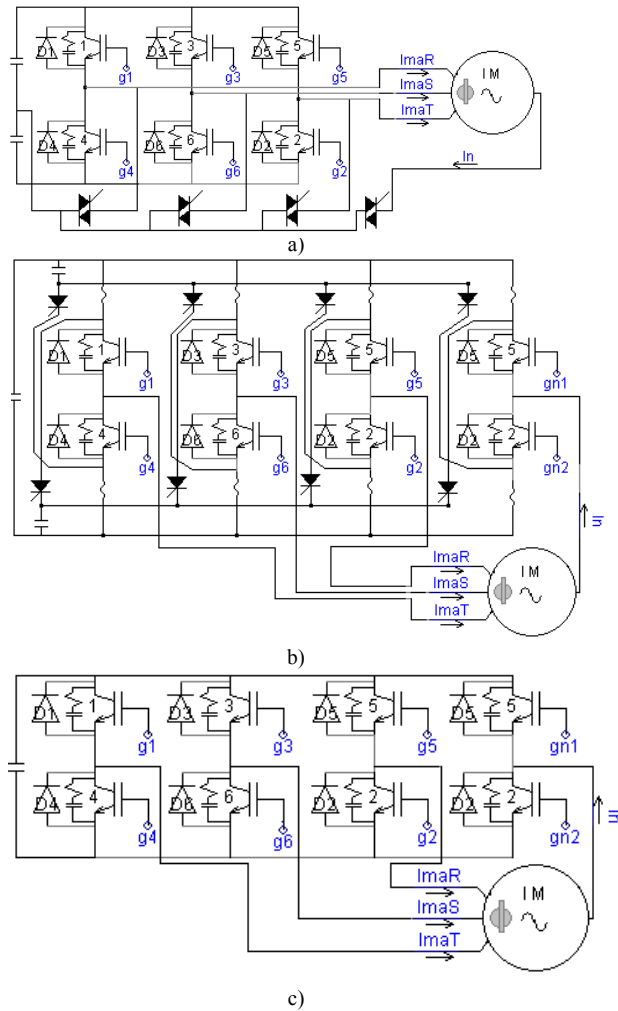 D1 1 D3 3 D5 5
g1 g3 g5
ImaR
ImaS
ImaT
I M
D4 4 D6 6 D2 2
g4 g6 g2
In
a)
D1 1 D3 3 D5 5 D5 5
g1 g3 g5 gn1
D4 4 D6 6 D2 2 D2 2
g4 g6 g2 gn2
In
ImaR
ImaS
ImaT
I M
b)
D1 1 D3 3 D5 5 D5 5
g1 g3 g5 gn1
D4 4 D6 6 D2 2 D2 2
g4 g6 g2 gn2
In
ImaR
ImaS
ImaT
I M
c)